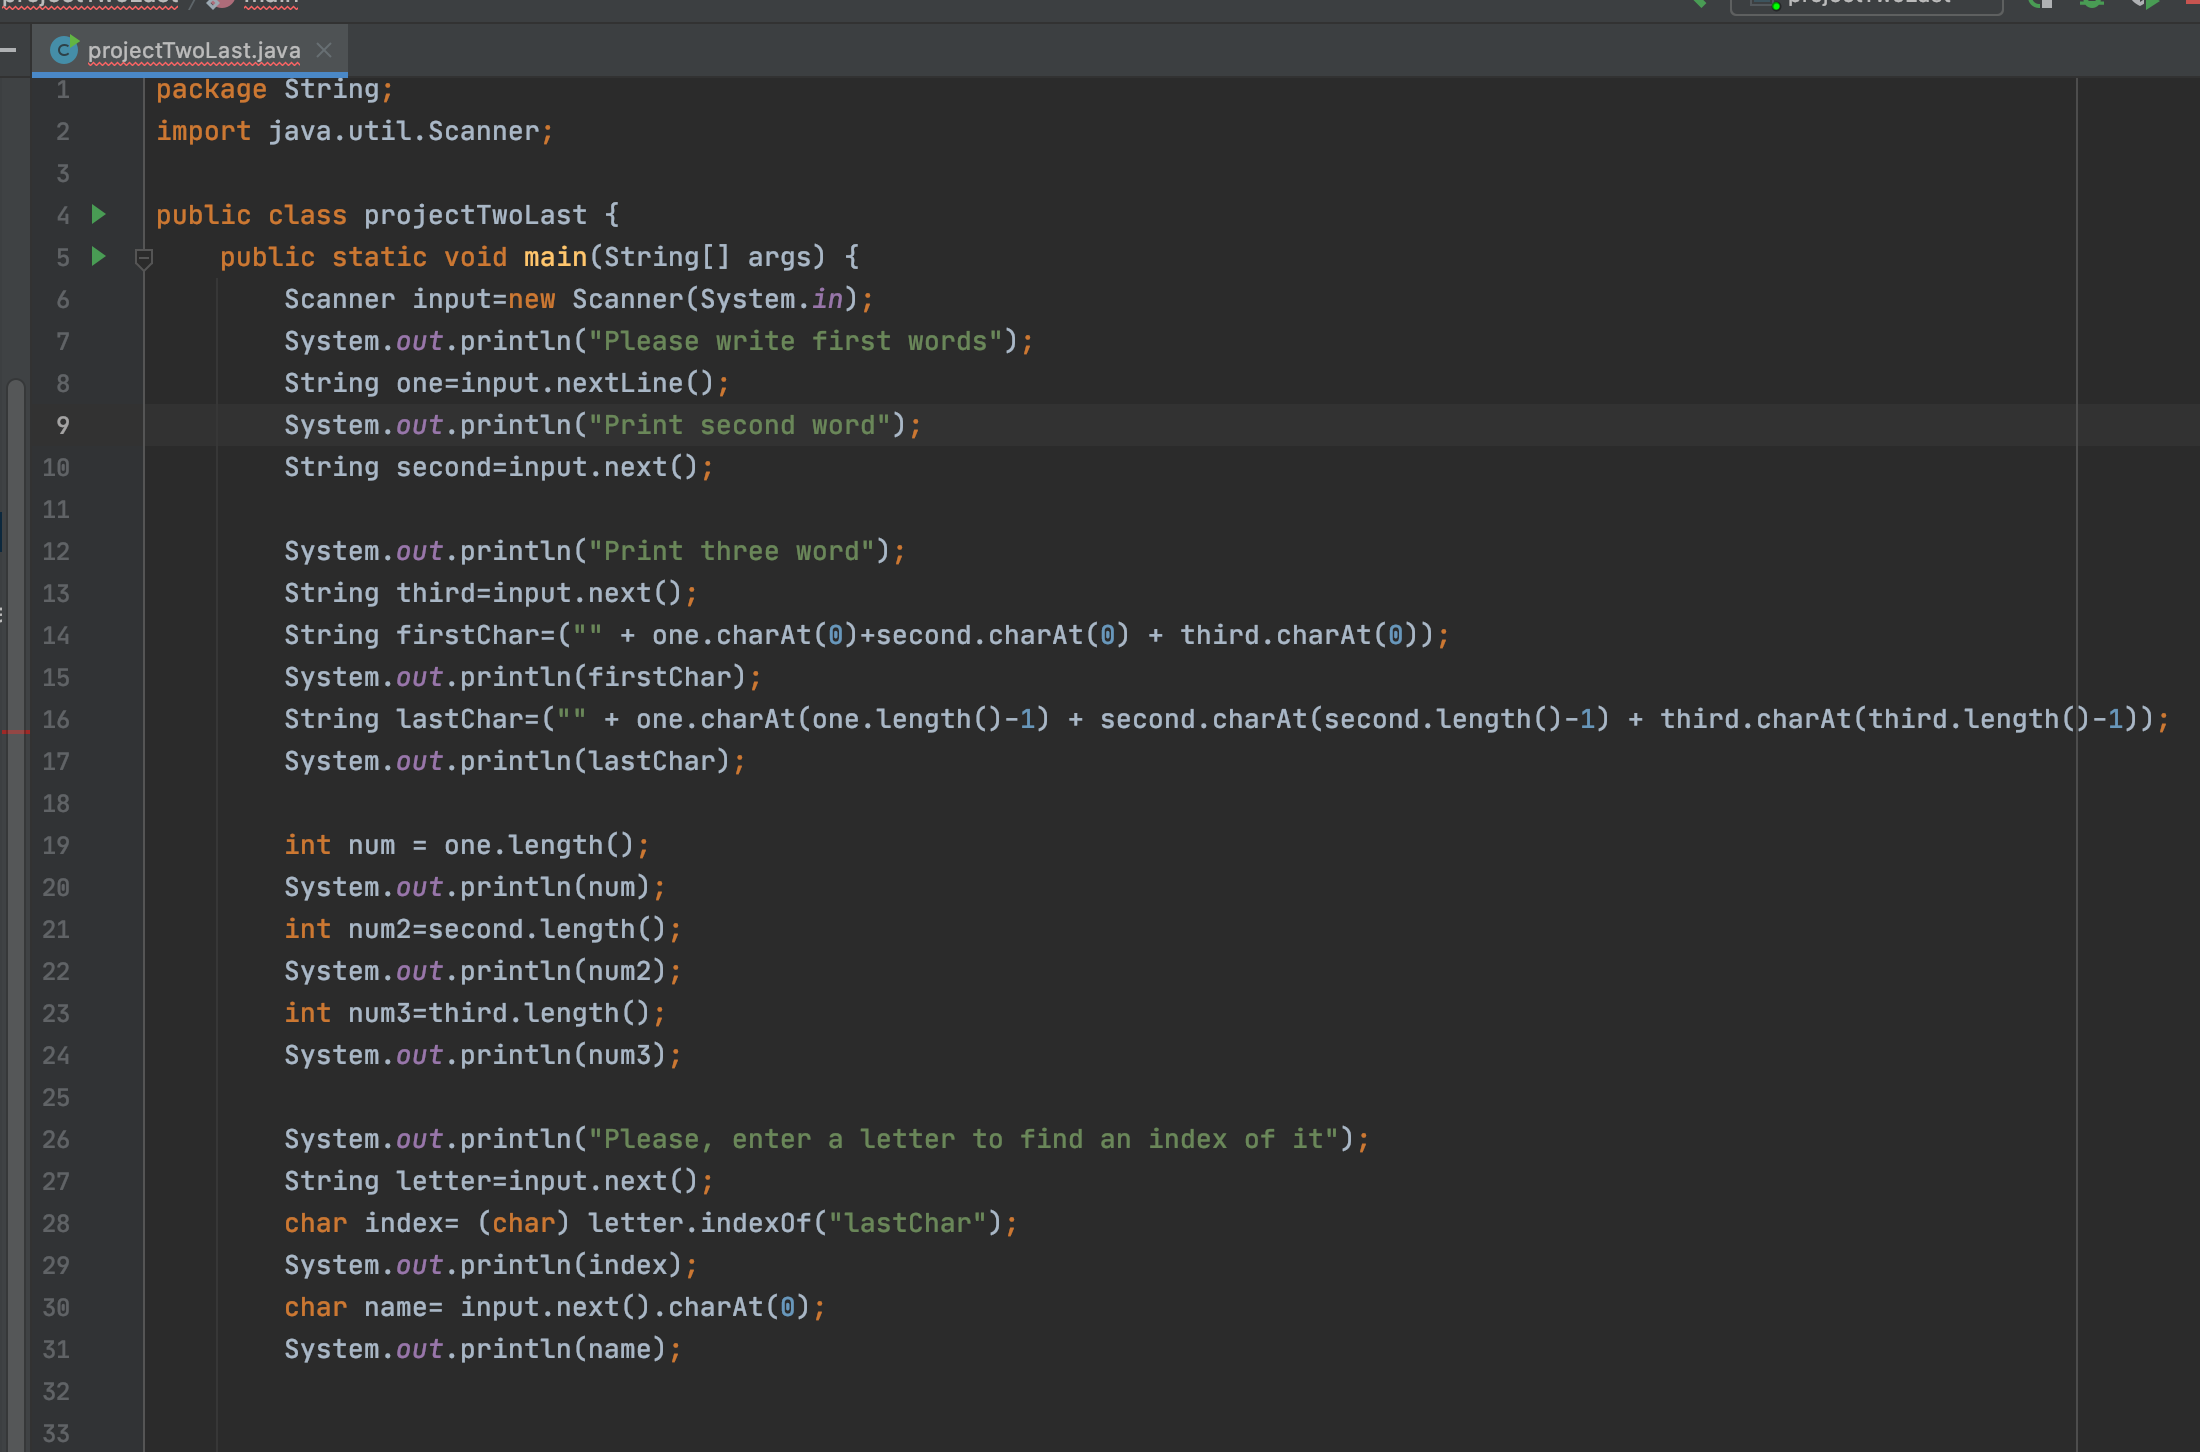 projectTwoLast.java
1 package String;
2 import java.util.Scanner;
3
4 public class projectTwoLast {
5 public static void main(String[] args) {
6 Scanner input=new Scanner(System.in);
7 System.out.println("Please write first words");
8 String one=input.nextLine();
9 System.out.println("Print second word");
10 String second=input.next();
11
12 System.out.println("Print three word");
13 String third=input.next();
14 String firstChar=("" + one.charAt(0)+second.charAt(0) + third.charAt(0));
15 System.out.println(firstChar);
16 String lastChar=("" + one.charAt(one.length()-1) + second.charAt(second.length()-1) + third.charAt(third.length()-1));
17 System.out.println(lastChar);
18
19 int num = one.length();
20 System.out.println(num);
21 int num2=second.length();
22 System.out.println(num2);
23 int num3=third.length();
24 System.out.println(num3);
25
26 System.out.println("Please, enter a letter to find an index of it");
27 String letter=input.next();
28 char index= (char) letter.indexOf("lastChar");
29 System.out.println(index);
30 char name= input.next().charAt(0);
31 System.out.println(name);
32
33